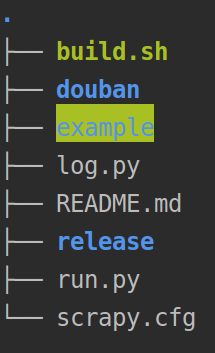 .
├── build.sh
├── douban
├── example
├── log.py
├── README.md
├── release
├── run.py
└── scrapy.cfg